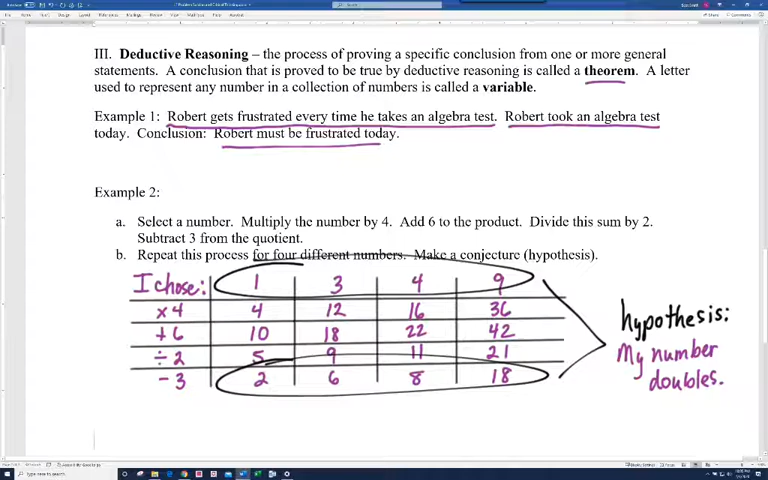 III. Deductive Reasoning – the process of proving a specific conclusion from one or more general
statements. A conclusion that is proved to be true by deductive reasoning is called a theorem. A letter
used to represent any number in a collection of numbers is called a variable.
Example 1: Robert gets frustrated every time he takes an algebra test. Robert took an algebra test
today. Conclusion: Robert must be frustrated today.
Example 2:
a. Select a number. Multiply the number by 4. Add 6 to the product. Divide this sum by 2.
Subtract 3 from the quotient.
b. Repeat this process for four different numbers. Make a conjecture (hypothesis).
I chose: 1 3 4 9
×4 4 12 16 36
+6 10 18 22 42
÷2 5 9 11 21
-3 2 6 8 18
hypothesis:
My number
doubles.